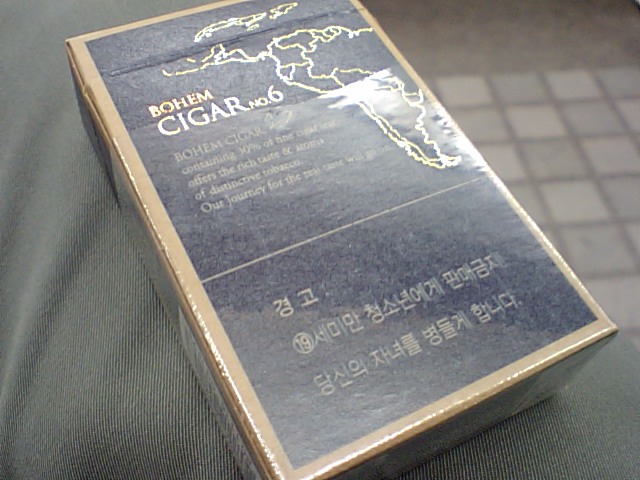 BOHEM
CIGAR NO.6
BOHEM CIGAR
containing 30% of fine cigar leaf
offers the rich taste & aroma
of distinctive tobacco.
Our journey for the real taste will
경 고
⑲세미만 청소년에게 판매금지
당신의 자녀를 병들게 합니다.